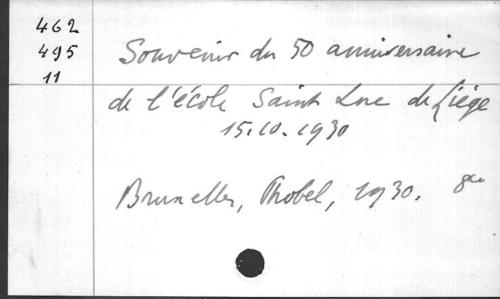 462
495
11
Souvenir du 50 anniversaire
de l'école Saint Luc de Liège
15.10.1930
Bruxelles, Thobel, 1930. 8°